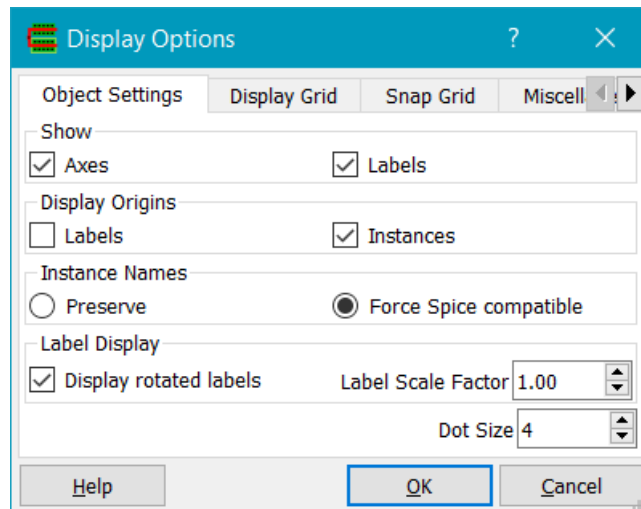 Display Options ?
Object Settings Display Grid Snap Grid Miscell
Show
Axes Labels
Display Origins
Labels Instances
Instance Names
Preserve Force Spice compatible
Label Display
Display rotated labels Label Scale Factor 1.00
Dot Size 4
Help OK Cancel